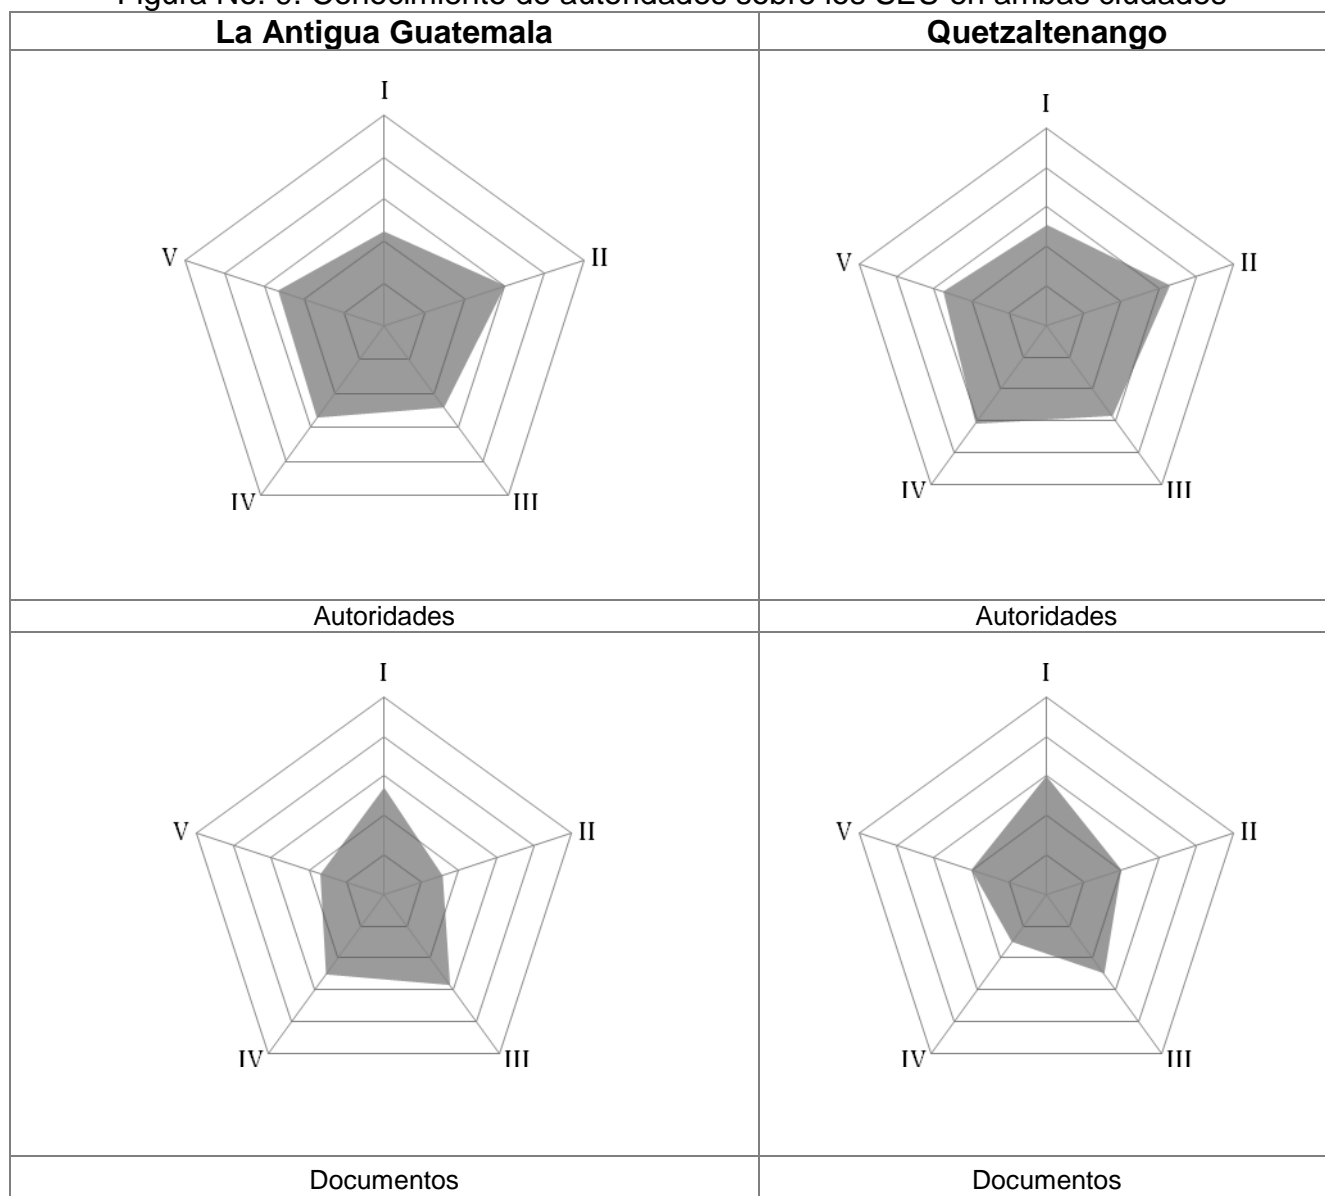 Figura No. 9. Conocimiento de autoridades sobre los SEU en ambas ciudades
La Antigua Guatemala
Quetzaltenango
I
II
III
IV
V
I
II
III
IV
V
Autoridades
Autoridades
I
II
III
IV
V
I
II
III
IV
V
Documentos
Documentos